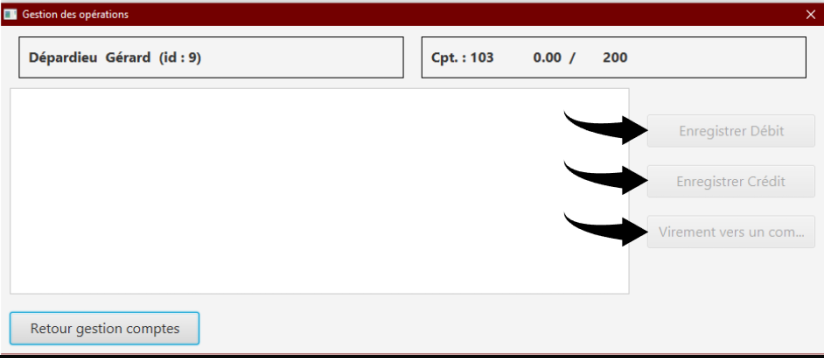 Gestion des opérations
Dépardieu Gérard (id : 9)
Cpt. : 103 0.00 / 200
Enregistrer Débit
Enregistrer Crédit
Virement vers un com...
Retour gestion comptes